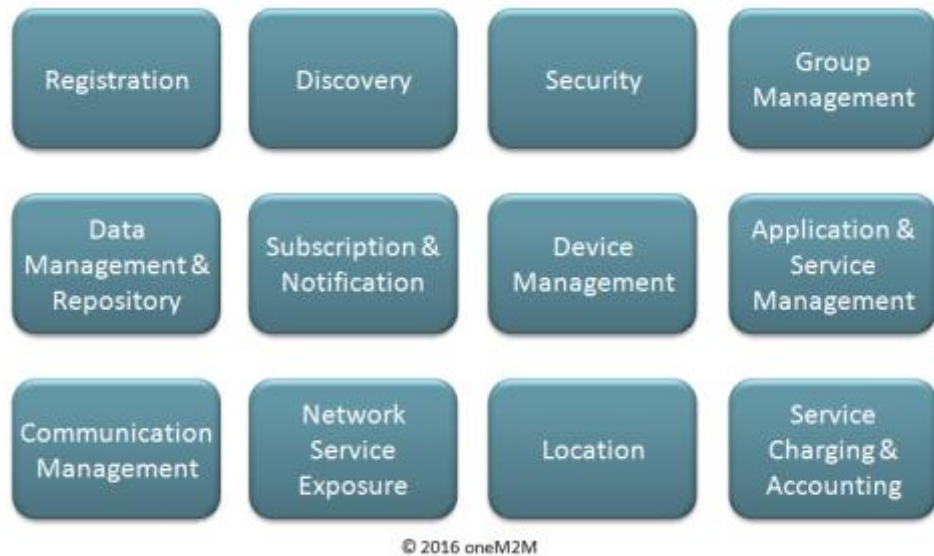 Registration
Discovery
Security
Group
Management
Data
Management &
Repository
Subscription &
Notification
Device
Management
Application &
Service
Management
Communication
Management
Network
Service
Exposure
Location
Service
Charging &
Accounting
© 2016 oneM2M